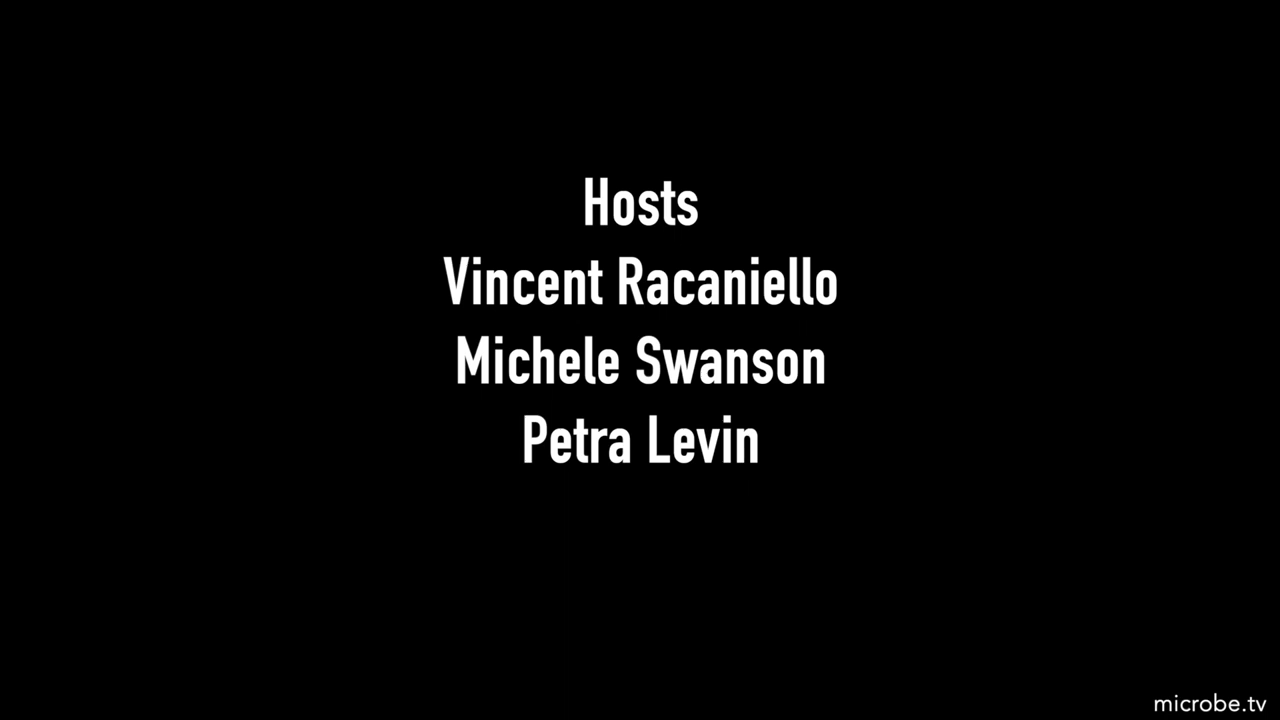 Hosts
Vincent Racaniello
Michele Swanson
Petra Levin
microbe.tv